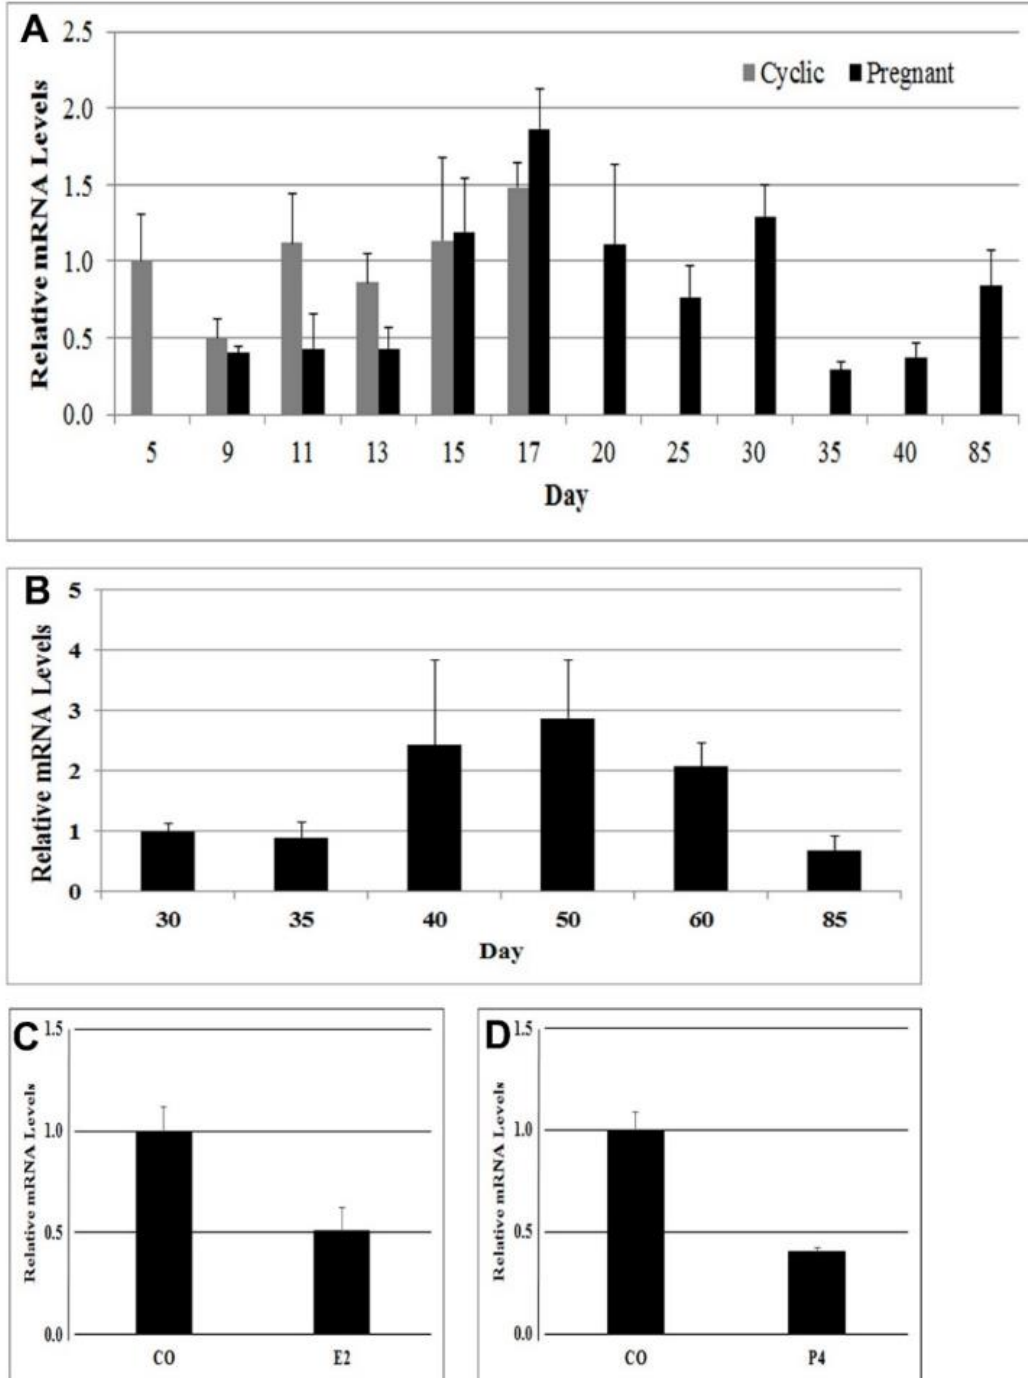 A
2.5
2.0
1.5
1.0
0.5
0.0
Relative mRNA Levels
Cyclic Pregnant
5 9 11 13 15 17 20 25 30 35 40 85
Day
B
5
4
3
2
1
0
Relative mRNA Levels
30 35 40 50 60 85
Day
C
1.5
1.0
0.5
0.0
Relative mRNA Levels
CO E2
D
1.5
1.0
0.5
0.0
Relative mRNA Levels
CO P4